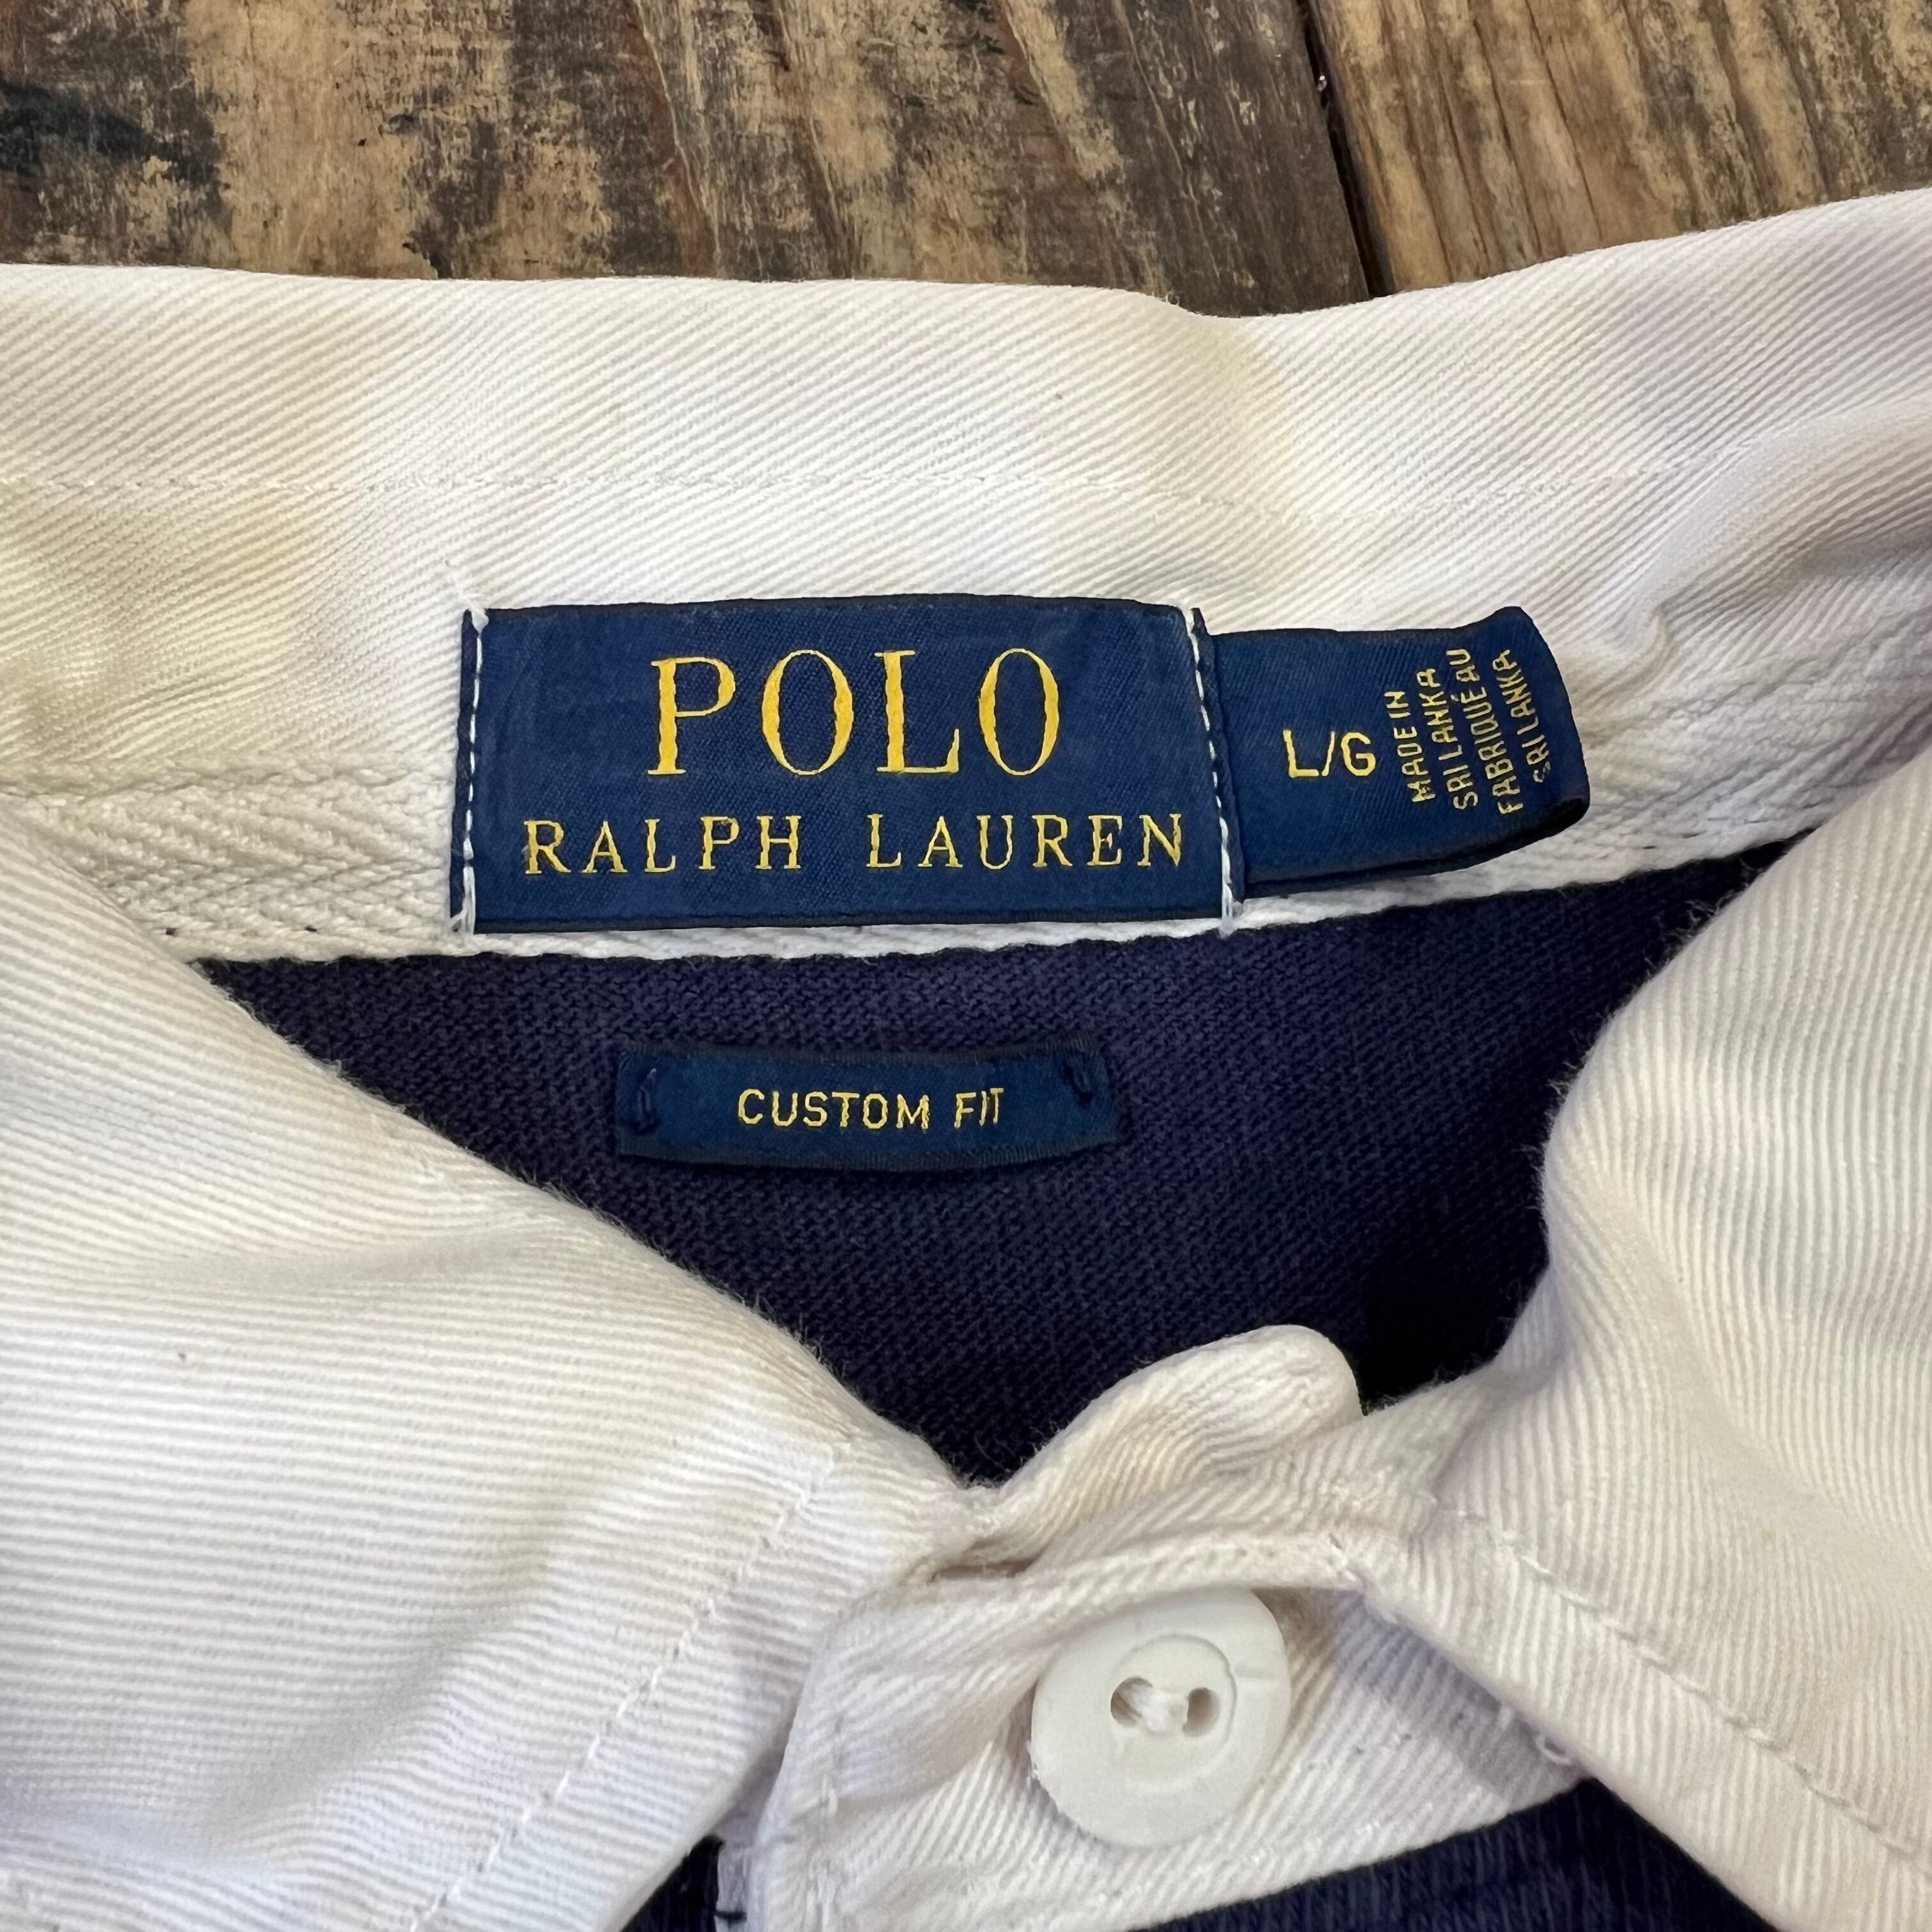 POLO
RALPH LAUREN
L/G
MADE IN
SRI LANKA
FABRIQUÉ AU
SRI LANKA
CUSTOM FIT